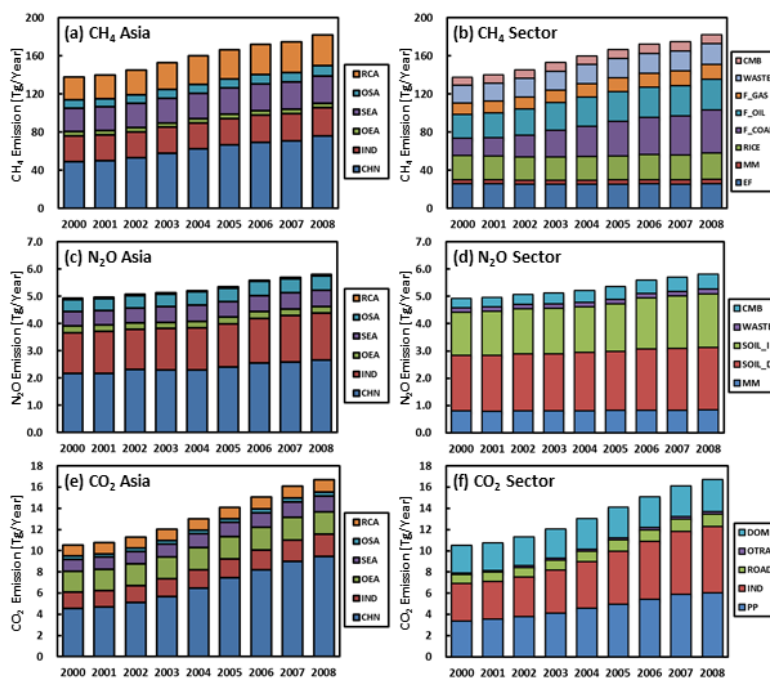 (a) CH4 Asia
CH4 Emission [Tg/Year]
180
160
120
80
40
0
2000 2001 2002 2003 2004 2005 2006 2007 2008
RCA
OSA
SEA
OEA
IND
CHN
(b) CH4 Sector
CH4 Emission [Tg/Year]
180
160
120
80
40
0
2000 2001 2002 2003 2004 2005 2006 2007 2008
CMB
WASTE
F_GAS
F_OIL
F_COAL
RICE
MM
EF
(c) N2O Asia
N2O Emission [Tg/Year]
7.0
6.0
5.0
4.0
3.0
2.0
1.0
0.0
2000 2001 2002 2003 2004 2005 2006 2007 2008
RCA
OSA
SEA
OEA
IND
CHN
(d) N2O Sector
N2O Emission [Tg/Year]
7.0
6.0
5.0
4.0
3.0
2.0
1.0
0.0
2000 2001 2002 2003 2004 2005 2006 2007 2008
CMB
WASTE
SOIL_I
SOIL_D
MM
(e) CO2 Asia
CO2 Emission [Tg/Year]
18
16
14
12
10
8
6
4
2
0
2000 2001 2002 2003 2004 2005 2006 2007 2008
RCA
OSA
SEA
OEA
IND
CHN
(f) CO2 Sector
CO2 Emission [Tg/Year]
18
16
14
12
10
8
6
4
2
0
2000 2001 2002 2003 2004 2005 2006 2007 2008
DOM
OTRA
ROAD
IND
PP